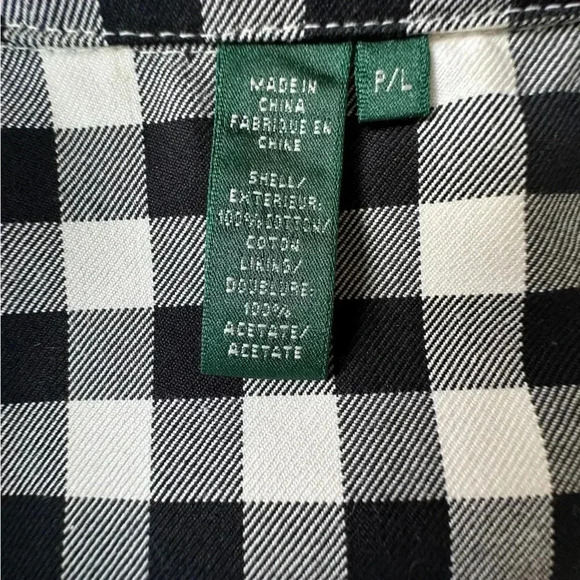 MADE IN
CHINA
FABRIQUE EN
CHINE
SHELL/
EXTERIEUR:
100% COTTON/
COTON
LINING/
DOUBLURE:
100%
ACETATE/
ACETATE
P/L